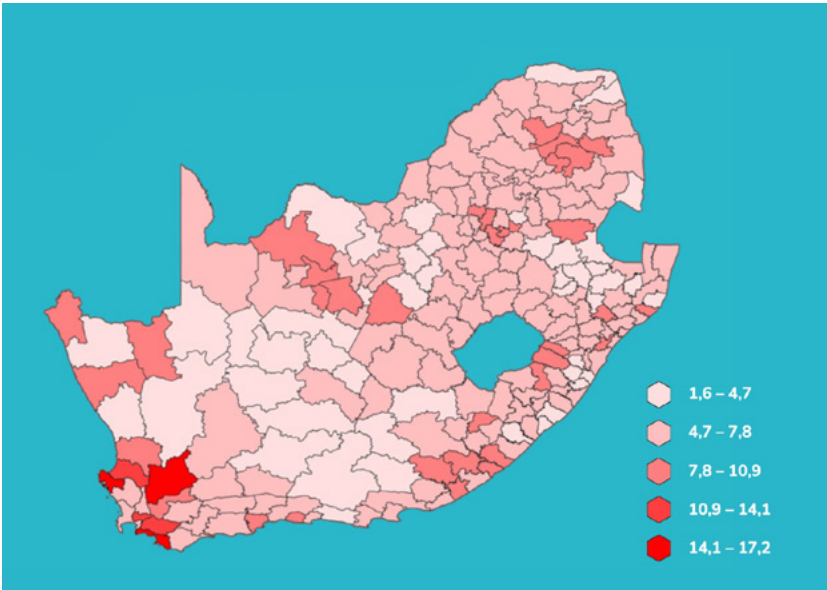 1,6 – 4,7
4,7 – 7,8
7,8 – 10,9
10,9 – 14,1
14,1 – 17,2